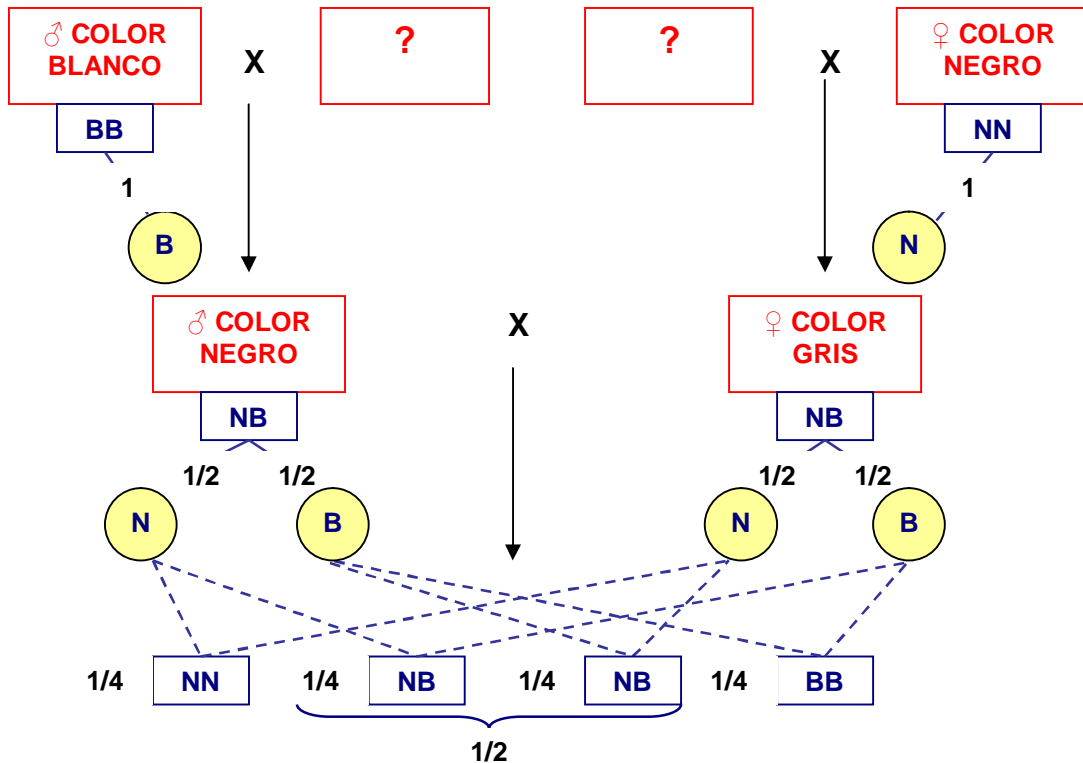 ♂ COLOR
BLANCO
X
?
?
X
♀ COLOR
NEGRO
BB
NN
1
1
B
N
♂ COLOR
NEGRO
X
♀ COLOR
GRIS
NB
NB
1/2
1/2
1/2
1/2
N
B
N
B
1/4
NN
1/4
NB
1/4
NB
1/4
BB
1/2